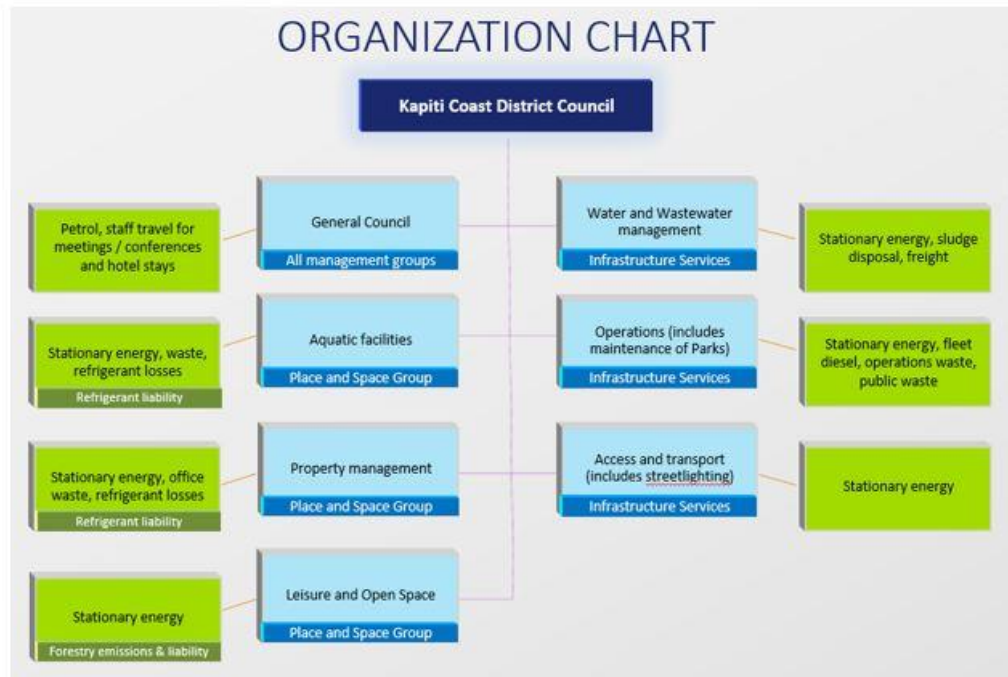 ORGANIZATION CHART
Kapiti Coast District Council
Petrol, staff travel for
meetings / conferences
and hotel stays
General Council
All management groups
Water and Wastewater
management
Infrastructure Services
Stationary energy, sludge
disposal, freight
Stationary energy, waste,
refrigerant losses
Refrigerant liability
Aquatic facilities
Place and Space Group
Operations (includes
maintenance of Parks)
Infrastructure Services
Stationary energy, fleet
diesel, operations waste,
public waste
Stationary energy, office
waste, refrigerant losses
Refrigerant liability
Property management
Place and Space Group
Access and transport
(includes streetlighting)
Infrastructure Services
Stationary energy
Stationary energy
Forestry emissions & liability
Leisure and Open Space
Place and Space Group